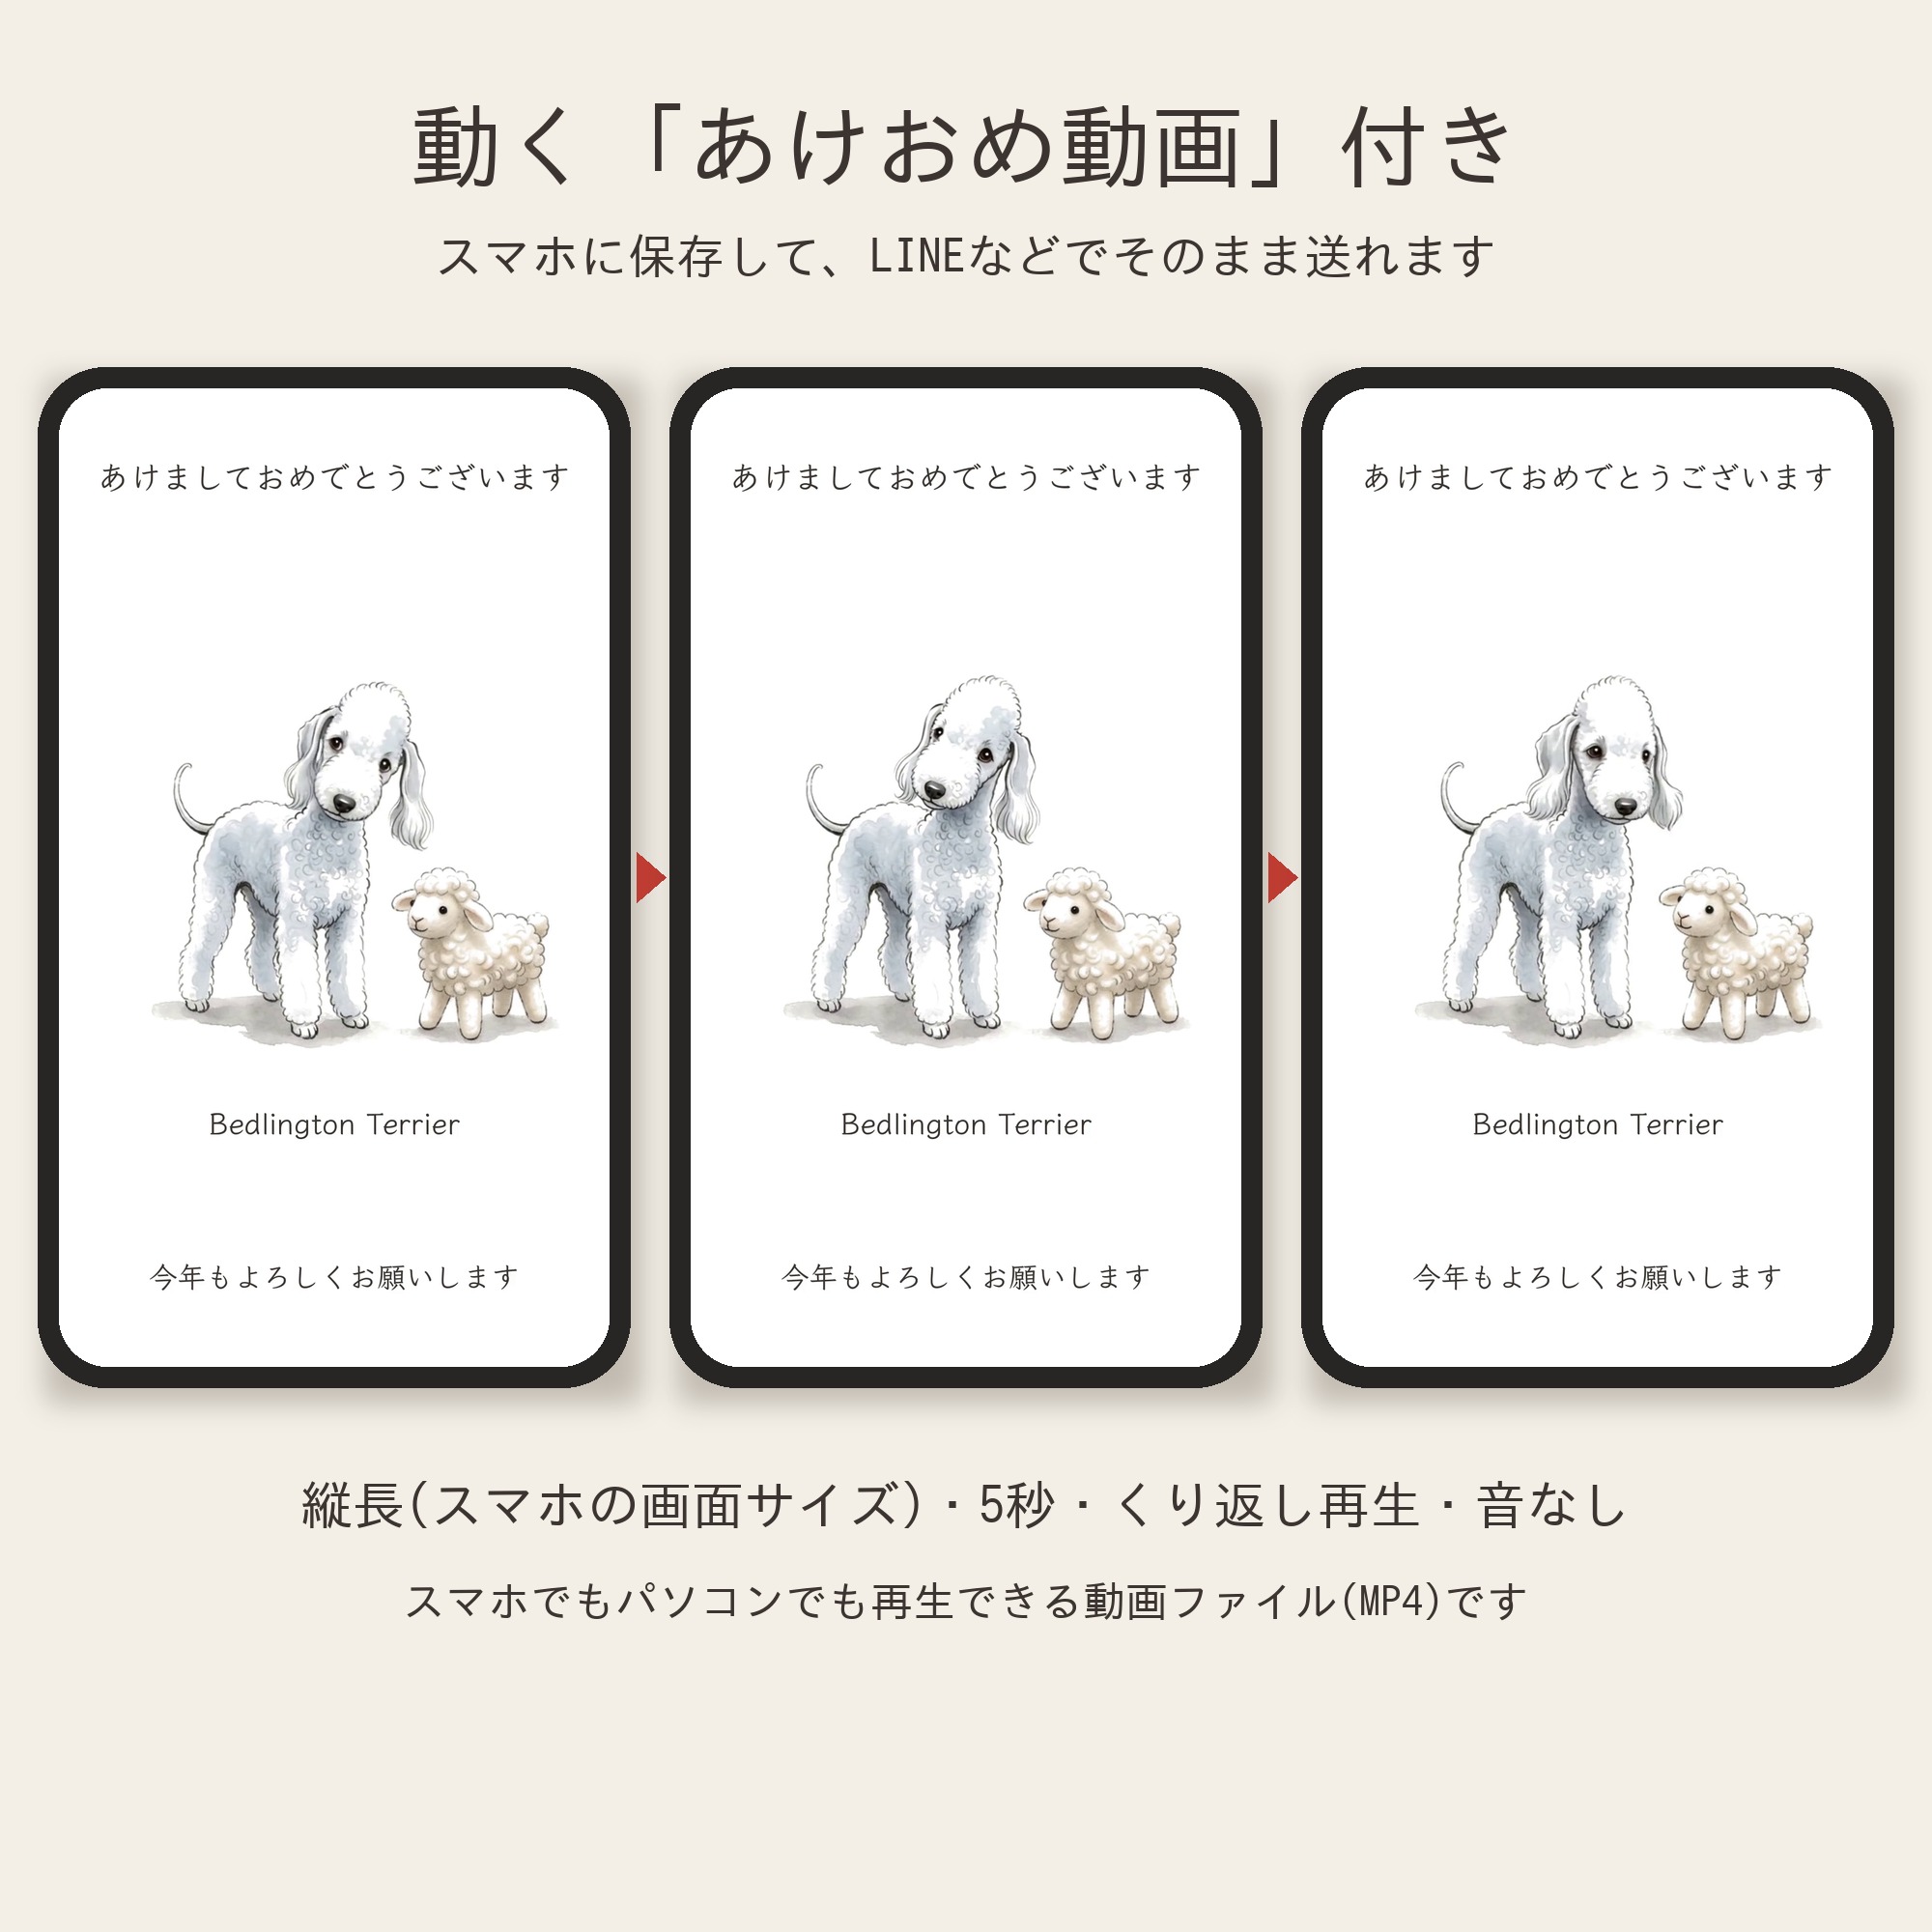 動く「あけおめ動画」付き
スマホに保存して、LINEなどでそのまま送れます
あけましておめでとうございます
Bedlington Terrier
今年もよろしくお願いします
あけましておめでとうございます
Bedlington Terrier
今年もよろしくお願いします
あけましておめでとうございます
Bedlington Terrier
今年もよろしくお願いします
縦長(スマホの画面サイズ)・5秒・くり返し再生・音なし
スマホでもパソコンでも再生できる動画ファイル(MP4)です